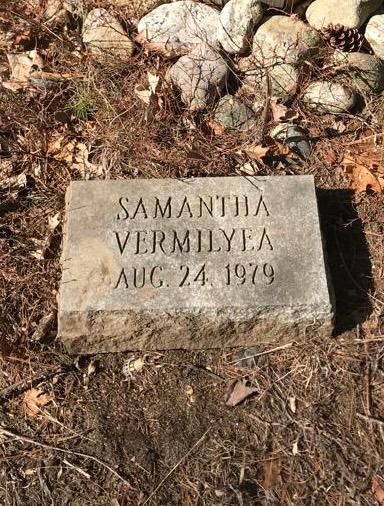 SAMANTHA
VERMILYEA
AUG. 24. 1979